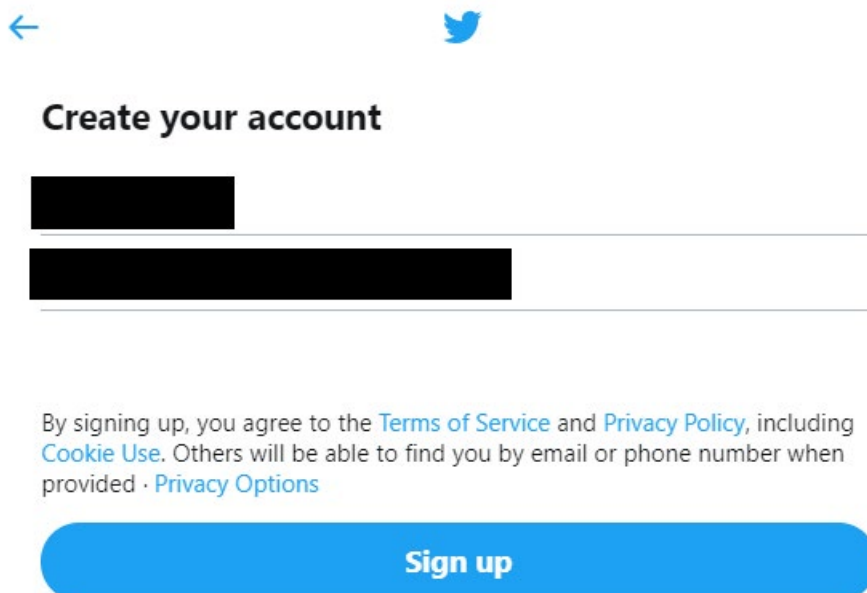 Create your account
By signing up, you agree to the Terms of Service and Privacy Policy, including
Cookie Use. Others will be able to find you by email or phone number when
provided · Privacy Options
Sign up